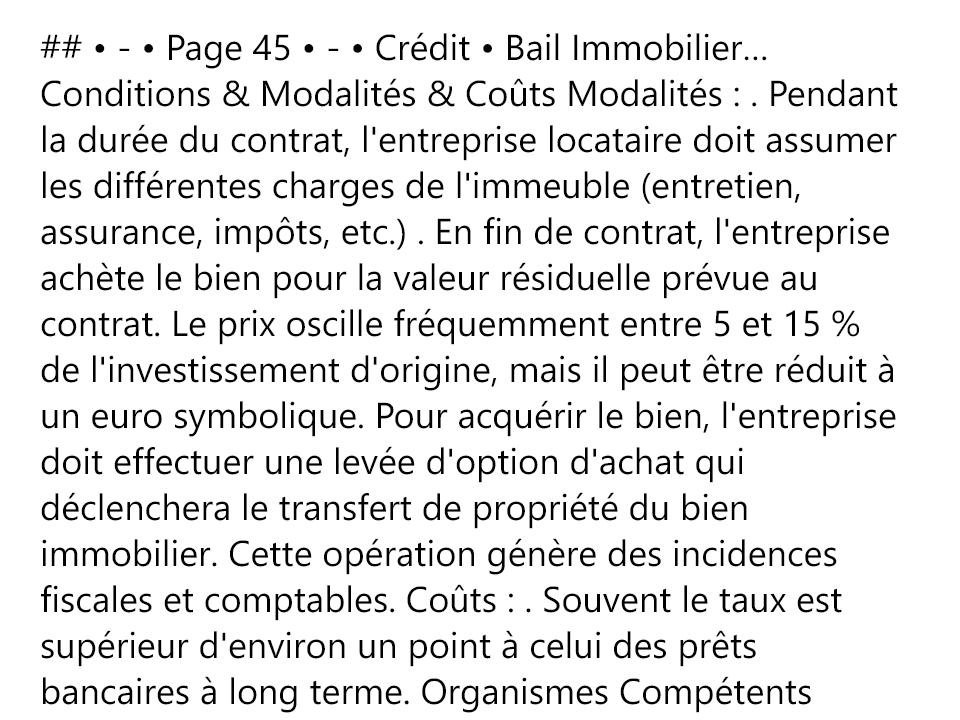 ## • - • Page 45 • - • Crédit • Bail Immobilier...
Conditions & Modalités & Coûts Modalités : . Pendant
la durée du contrat, l'entreprise locataire doit assumer
les différentes charges de l'immeuble (entretien,
assurance, impôts, etc.) . En fin de contrat, l'entreprise
achète le bien pour la valeur résiduelle prévue au
contrat. Le prix oscille fréquemment entre 5 et 15 %
de l'investissement d'origine, mais il peut être réduit à
un euro symbolique. Pour acquérir le bien, l'entreprise
doit effectuer une levée d'option d'achat qui
déclenchera le transfert de propriété du bien
immobilier. Cette opération génère des incidences
fiscales et comptables. Coûts : . Souvent le taux est
supérieur d'environ un point à celui des prêts
bancaires à long terme. Organismes Compétents